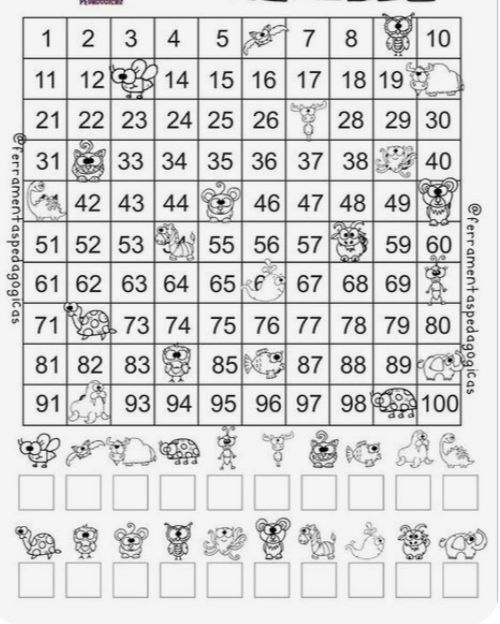 1 2 3 4 5 7 8 10
11 12 14 15 16 17 18 19
21 22 23 24 25 26 28 29 30
31 33 34 35 36 37 38 40
42 43 44 46 47 48 49
51 52 53 55 56 57 59 60
61 62 63 64 65 67 68 69
71 73 74 75 76 77 78 79 80
81 82 83 85 87 88 89
91 93 94 95 96 97 98 100
@ferramentaspedagogicas
@ferramentaspedagogicas